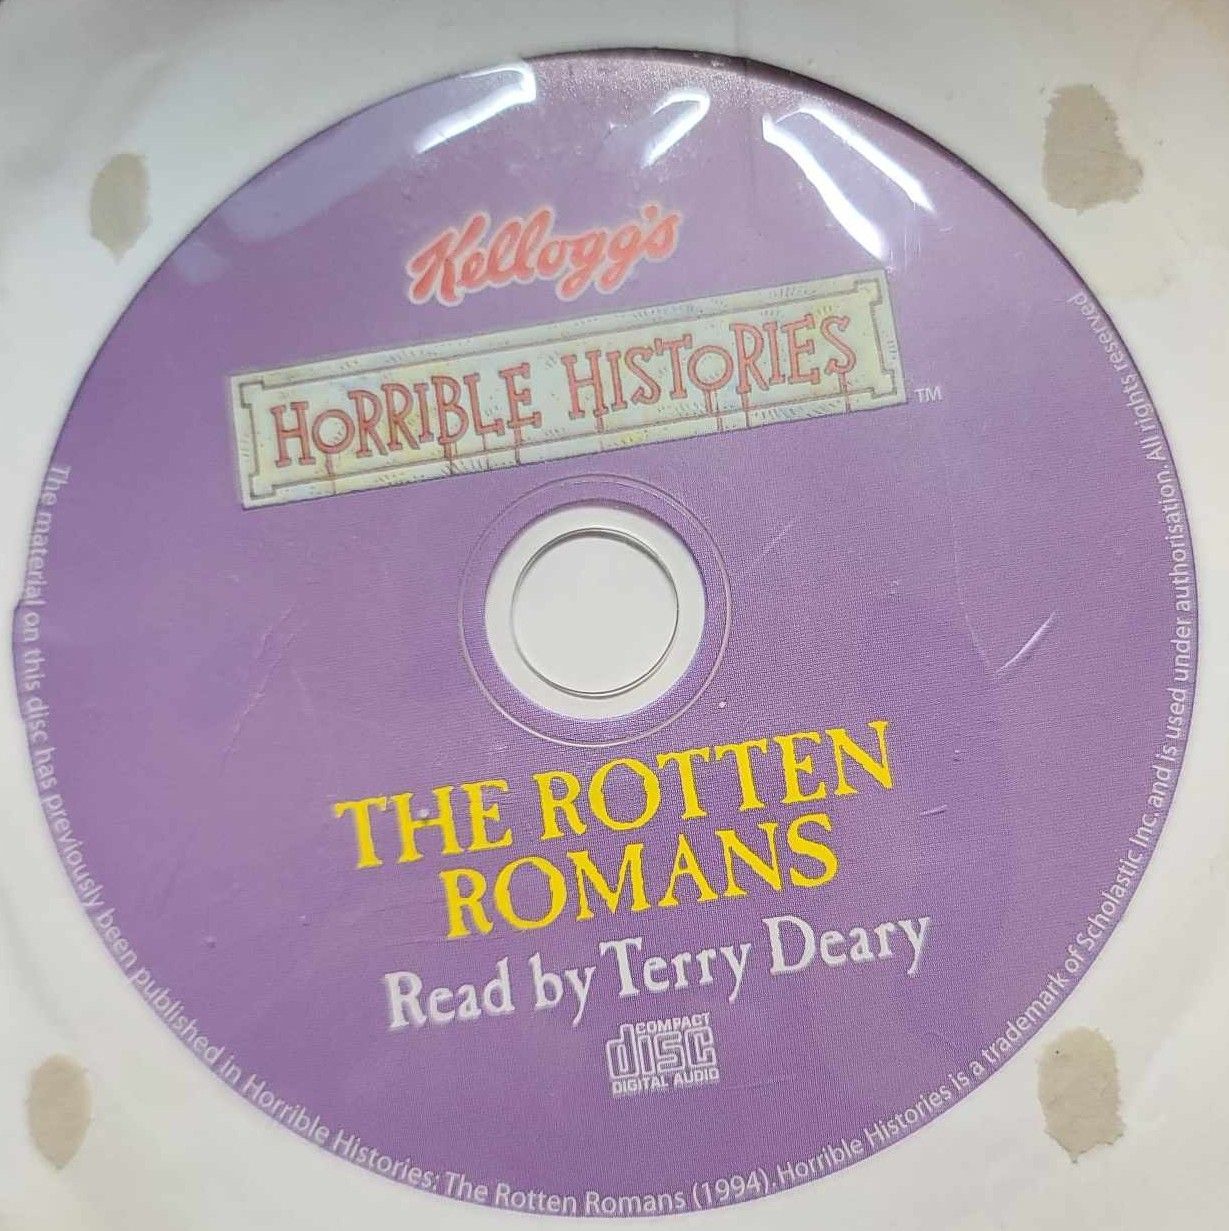 Kellogg's
HORRIBLE HISTORIES
TM
THE ROTTEN
ROMANS
Read by Terry Deary
COMPACT
disc
DIGITAL AUDIO
The material on this disc has previously been published in Horrible Histories: The Rotten Romans (1994). Horrible Histories is a trademark of Scholastic Inc. and is used under authorisation. All rights reserved